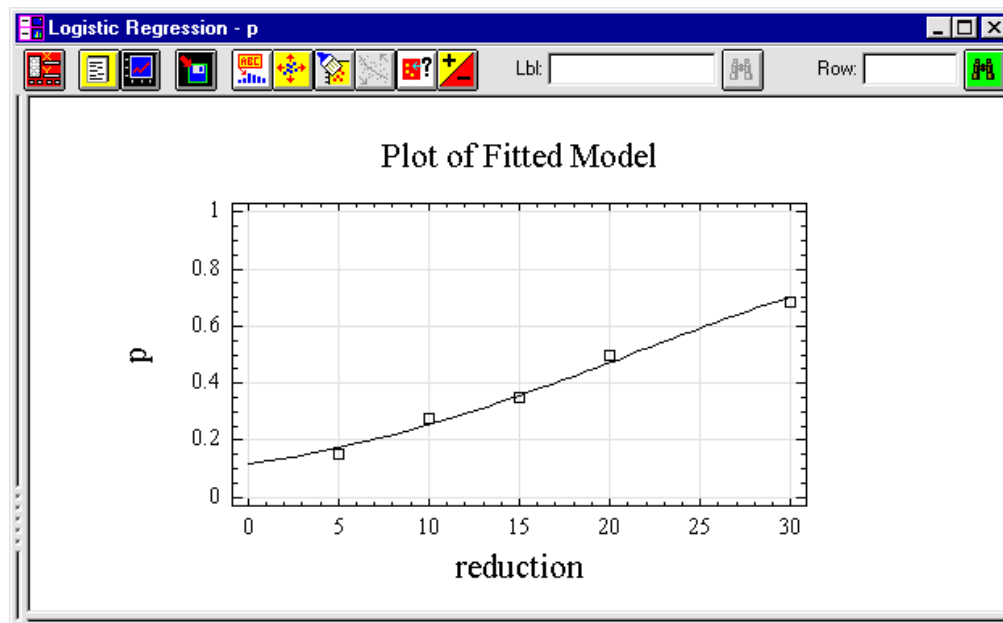 Logistic Regression - p
ABC
?
+ -
Lbl:
Row:
Plot of Fitted Model
1
0.8
0.6
0.4
0.2
0
p
0 5 10 15 20 25 30
reduction